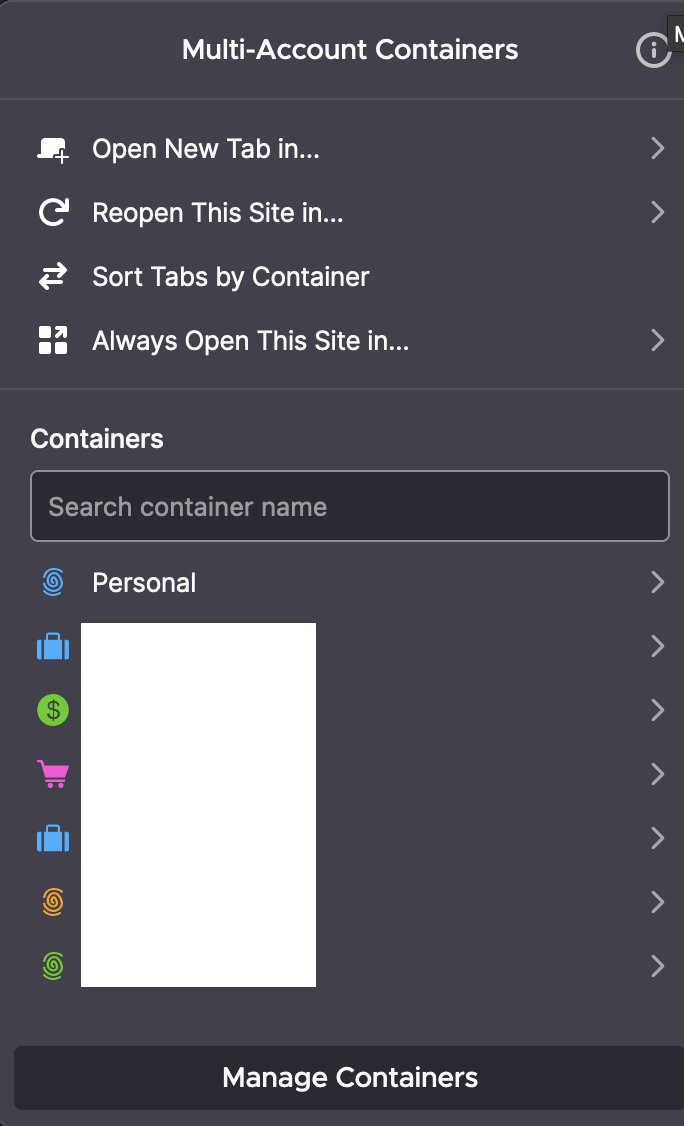 Multi-Account Containers
M
Open New Tab in...
Reopen This Site in...
Sort Tabs by Container
Always Open This Site in...
Containers
Search container name
Personal
$
Manage Containers